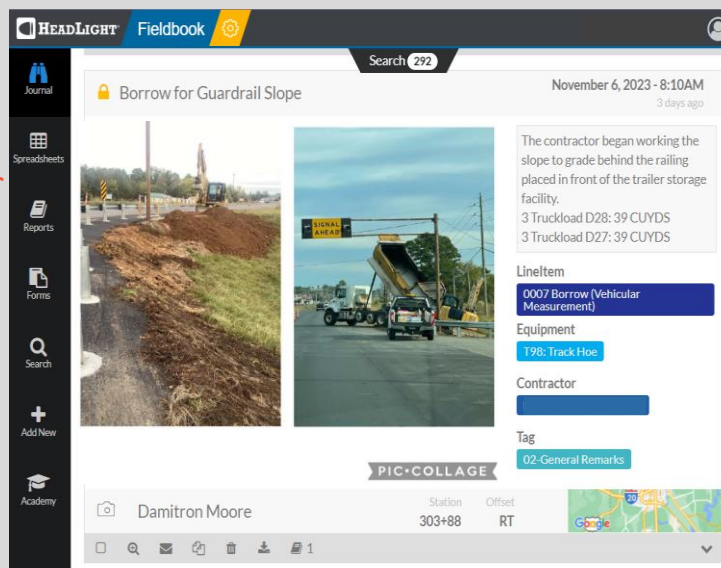 HEADLIGHT Fieldbook
Search 292
Journal
Borrow for Guardrail Slope
November 6, 2023 - 8:10AM
3 days ago
Spreadsheets
Reports
Forms
Search
Add New
Academy
SIGNAL
AHEAD
PIC•COLLAGE
The contractor began working the
slope to grade behind the railing
placed in front of the trailer storage
facility.
3 Truckload D28: 39 CUYDS
3 Truckload D27: 39 CUYDS
LineItem
0007 Borrow (Vehicular
Measurement)
Equipment
T98: Track Hoe
Contractor
Tag
02-General Remarks
Damitron Moore
Station
303+88
Offset
RT
20
Google
1